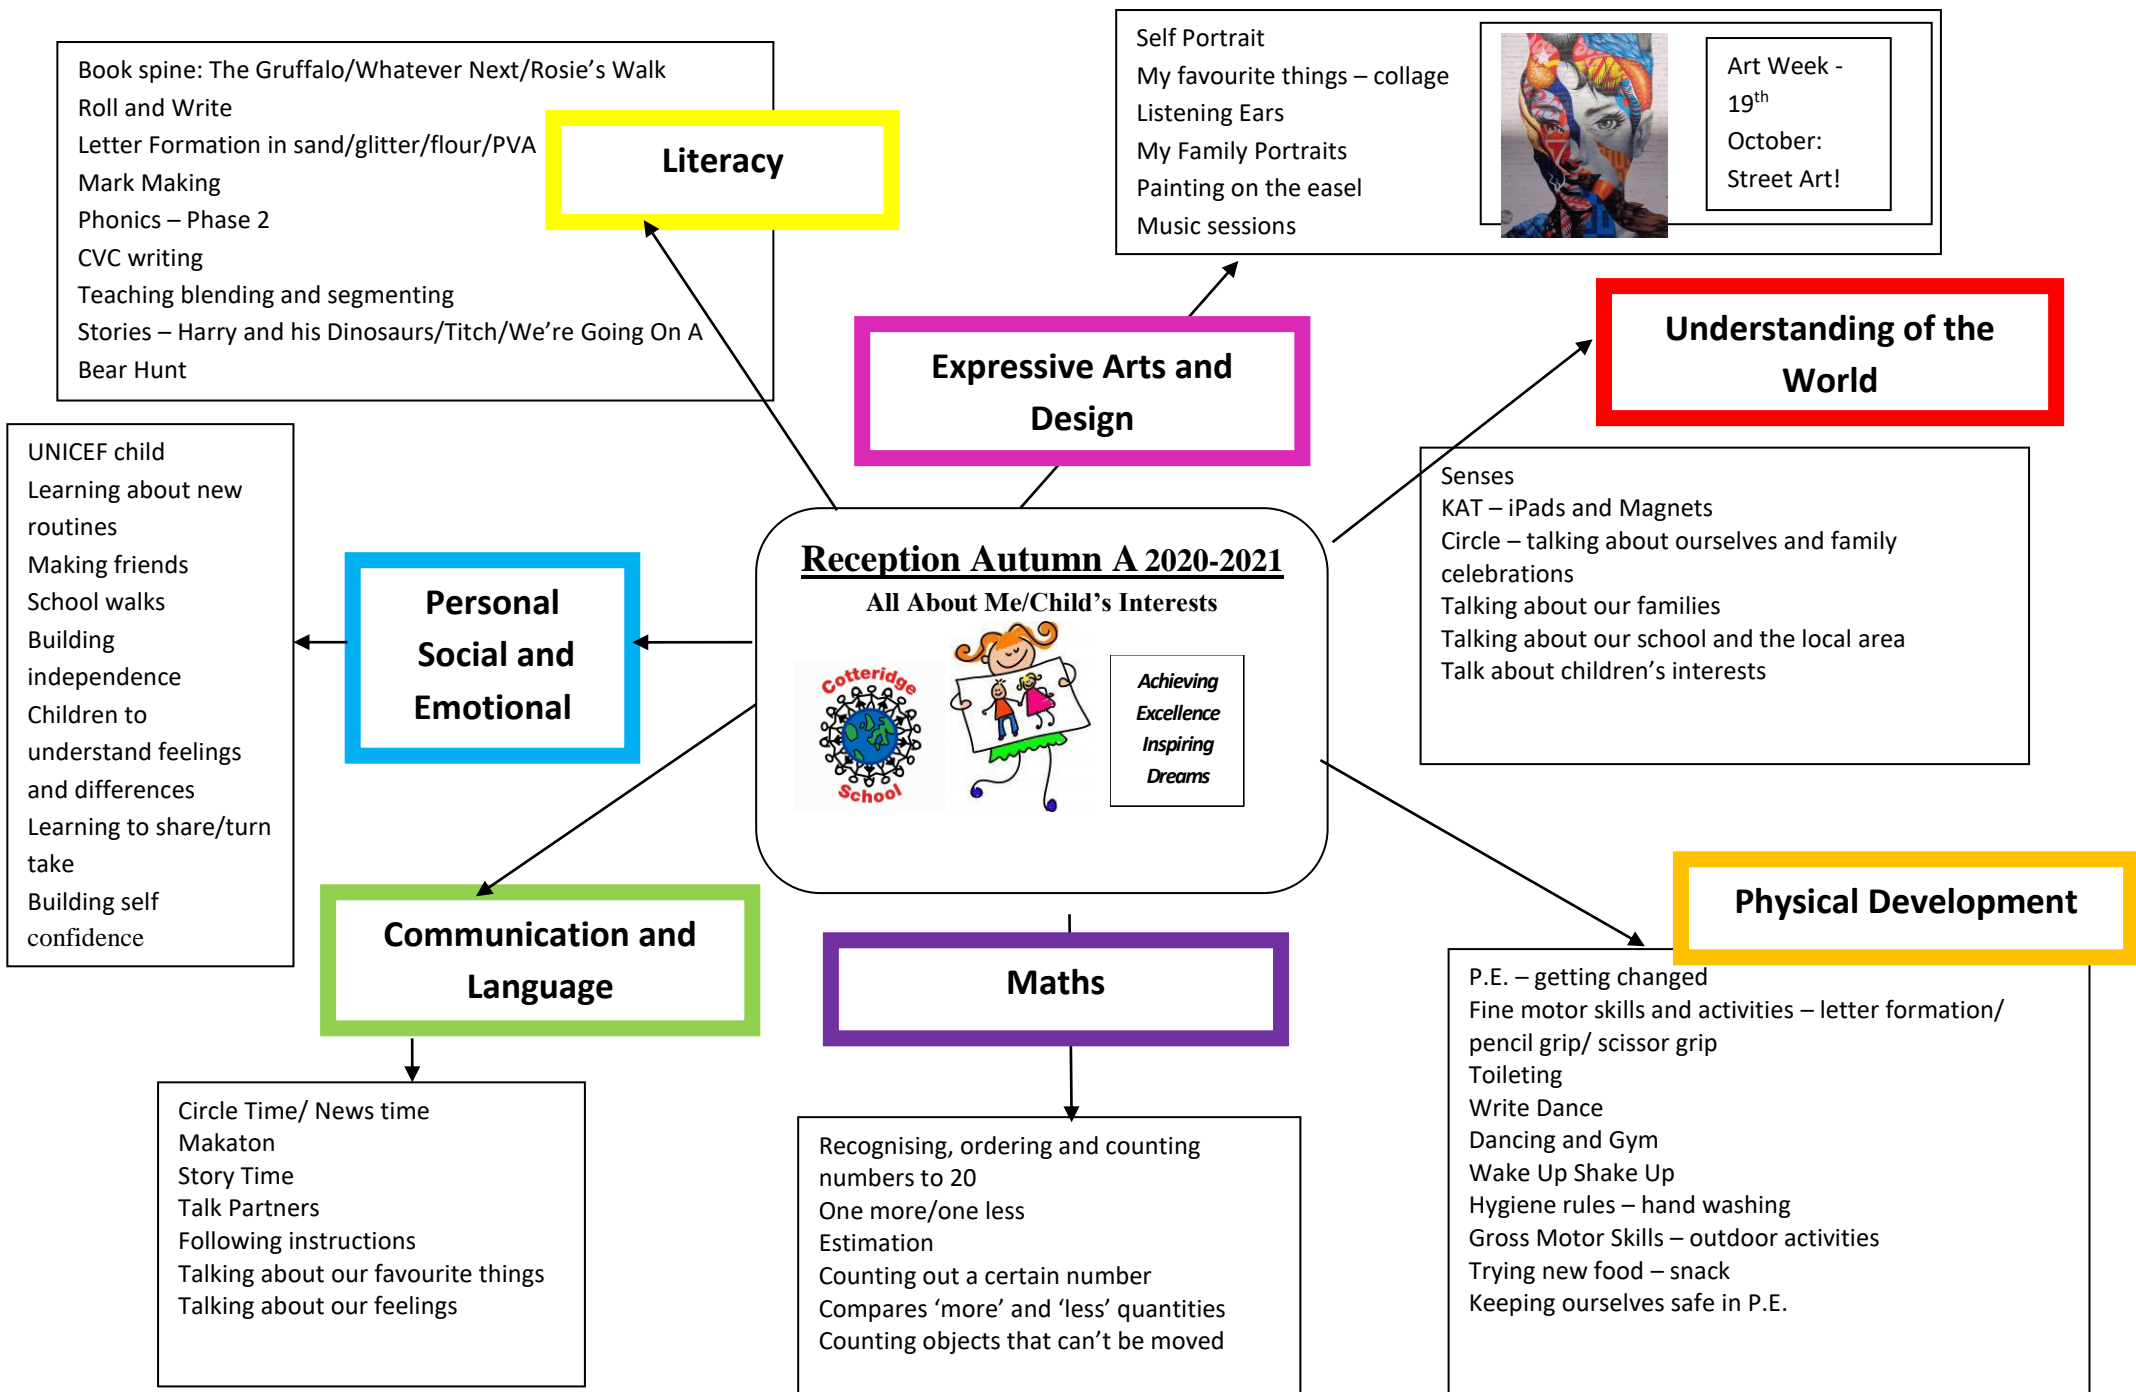 Book spine: The Gruffalo/Whatever Next/Rosie’s Walk
Roll and Write
Letter Formation in sand/glitter/flour/PVA
Mark Making
Phonics – Phase 2
CVC writing
Teaching blending and segmenting
Stories – Harry and his Dinosaurs/Titch/We’re Going On A
Bear Hunt
Literacy
Self Portrait
My favourite things – collage
Listening Ears
My Family Portraits
Painting on the easel
Music sessions
Art Week -
19th
October:
Street Art!
Expressive Arts and
Design
Understanding of the
World
Senses
KAT – iPads and Magnets
Circle – talking about ourselves and family
celebrations
Talking about our families
Talking about our school and the local area
Talk about children’s interests
UNICEF child
Learning about new
routines
Making friends
School walks
Building
independence
Children to
understand feelings
and differences
Learning to share/turn
take
Building self
confidence
Personal
Social and
Emotional
Reception Autumn A 2020-2021
All About Me/Child’s Interests
Cotteridge
School
Achieving
Excellence
Inspiring
Dreams
Communication and
Language
Circle Time/ News time
Makaton
Story Time
Talk Partners
Following instructions
Talking about our favourite things
Talking about our feelings
Maths
Recognising, ordering and counting
numbers to 20
One more/one less
Estimation
Counting out a certain number
Compares ‘more’ and ‘less’ quantities
Counting objects that can’t be moved
Physical Development
P.E. – getting changed
Fine motor skills and activities – letter formation/
pencil grip/ scissor grip
Toileting
Write Dance
Dancing and Gym
Wake Up Shake Up
Hygiene rules – hand washing
Gross Motor Skills – outdoor activities
Trying new food – snack
Keeping ourselves safe in P.E.